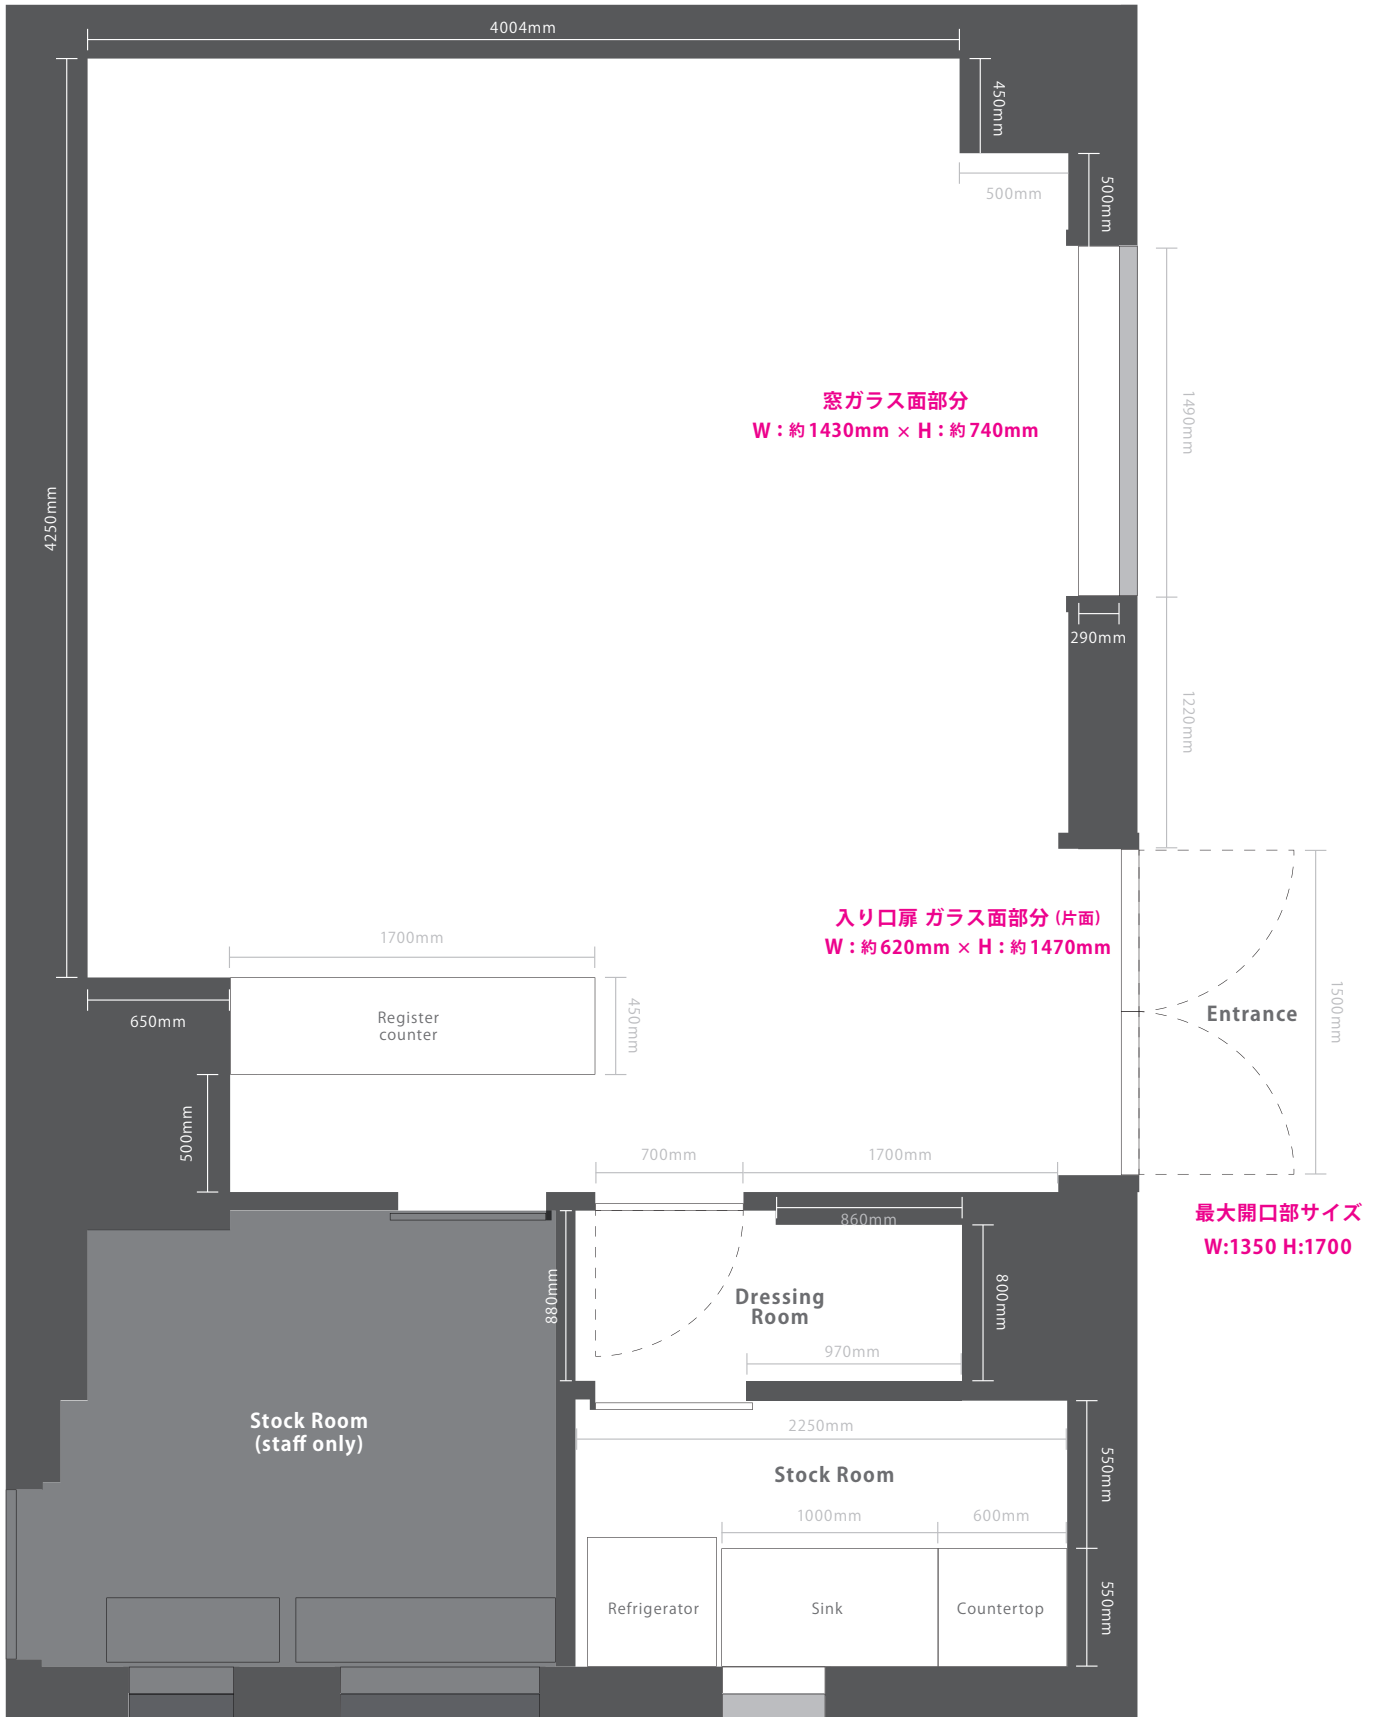 4004mm
450mm
500mm
500mm
窓ガラス面部分
W：約1430mm × H：約740mm
1490mm
4250mm
290mm
1220mm
入り口扉 ガラス面部分 (片面)
W：約620mm × H：約1470mm
1700mm
650mm
Register
counter
450mm
Entrance
1500mm
500mm
700mm
1700mm
860mm
最大開口部サイズ
W:1350 H:1700
880mm
Dressing
Room
800mm
970mm
Stock Room
(staff only)
2250mm
Stock Room
550mm
1000mm
600mm
Refrigerator
Sink
Countertop
550mm